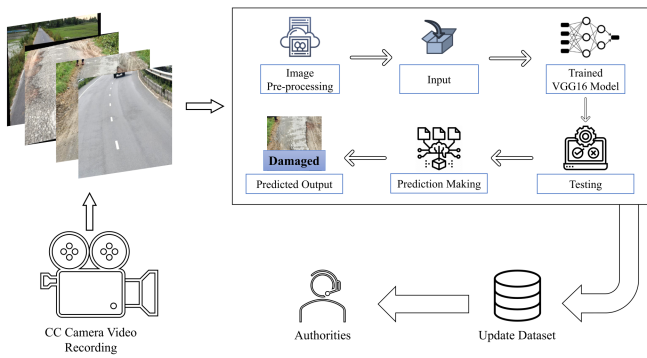 Image
Pre-processing
Input
Trained
VGG16 Model
Damaged
Predicted Output
Prediction Making
Testing
CC Camera Video
Recording
Authorities
Update Dataset